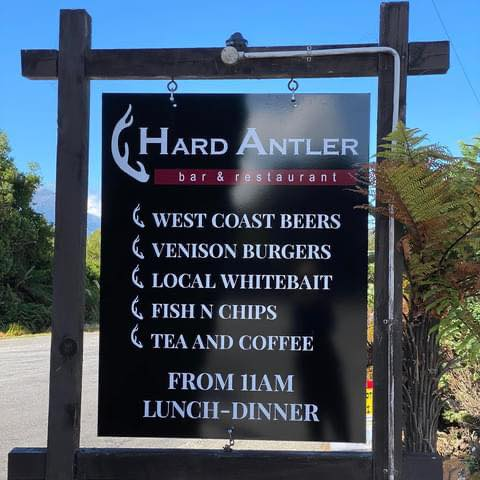 HARD ANTLER
bar & restaurant
WEST COAST BEERS
VENISON BURGERS
LOCAL WHITEBAIT
FISH N CHIPS
TEA AND COFFEE
FROM 11AM
LUNCH-DINNER